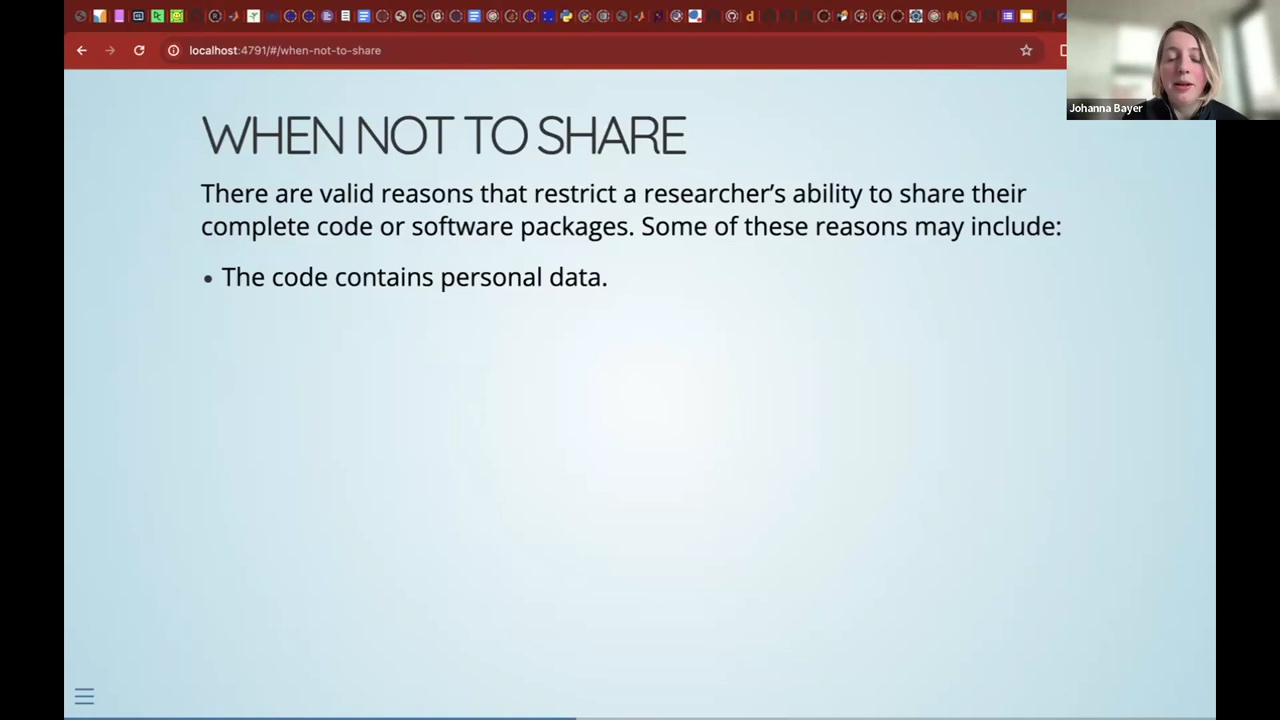 localhost:4791/#/when-not-to-share
Johanna Bayer
WHEN NOT TO SHARE
There are valid reasons that restrict a researcher’s ability to share their
complete code or software packages. Some of these reasons may include:
• The code contains personal data.